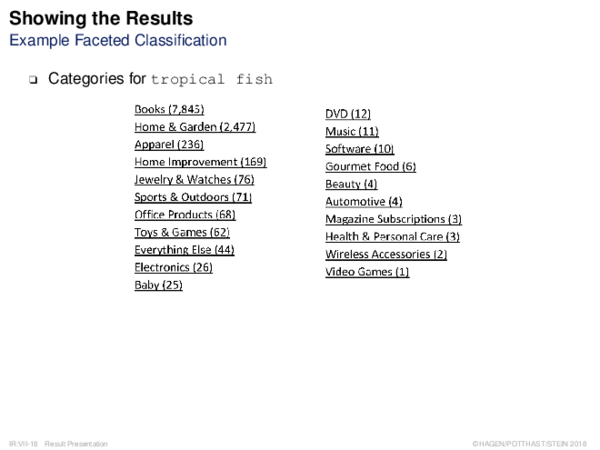 Showing the Results
Example Faceted Classification
❑ Categories for tropical fish
Books (7,845)
Home & Garden (2,477)
Apparel (236)
Home Improvement (169)
Jewelry & Watches (76)
Sports & Outdoors (71)
Office Products (68)
Toys & Games (62)
Everything Else (44)
Electronics (26)
Baby (25)
DVD (12)
Music (11)
Software (10)
Gourmet Food (6)
Beauty (4)
Automotive (4)
Magazine Subscriptions (3)
Health & Personal Care (3)
Wireless Accessories (2)
Video Games (1)
IR:VII-18 Result Presentation
©HAGEN/POTTHAST/STEIN 2018